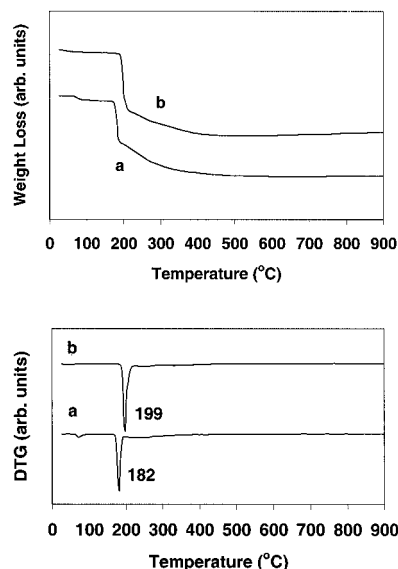 Weight Loss (arb. units)
b
a
0 100 200 300 400 500 600 700 800 900
Temperature (°C)
DTG (arb. units)
b
199
a
182
0 100 200 300 400 500 600 700 800 900
Temperature (°C)